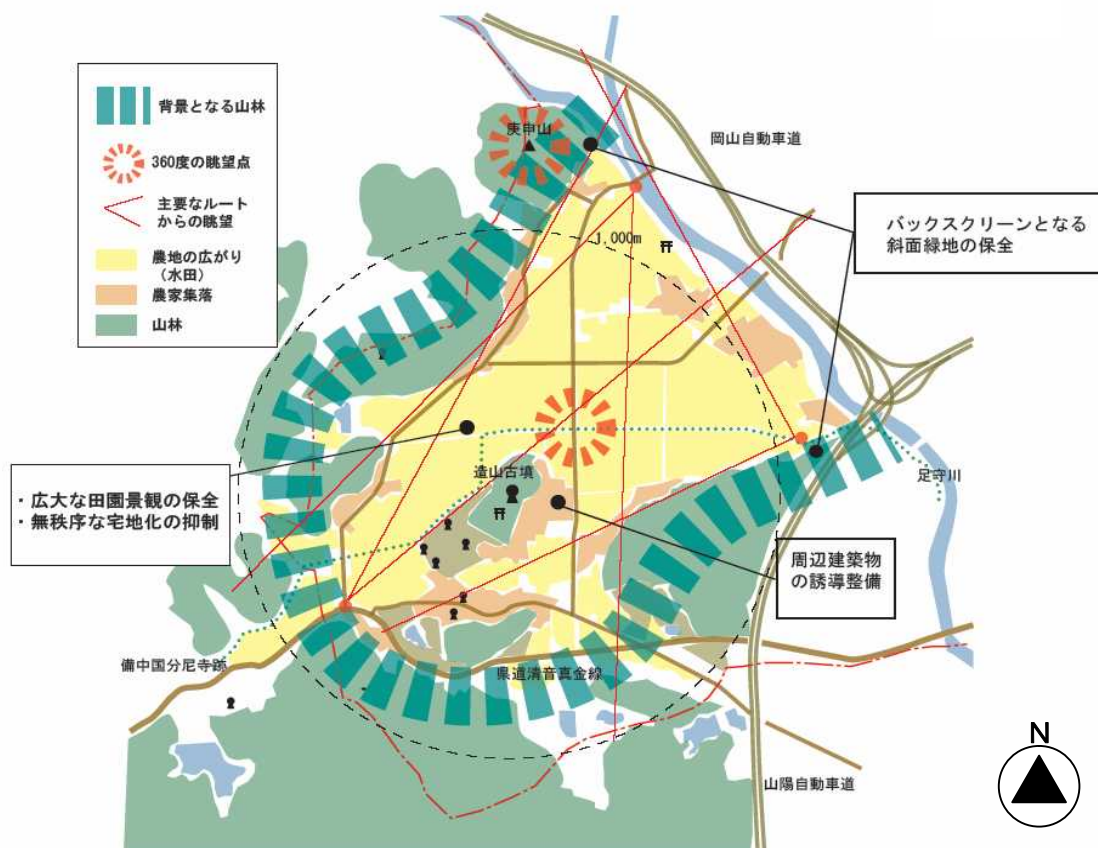 背景となる山林
360度の眺望点
主要なルート
からの眺望
農地の広がり
（水田）
農家集落
山林
庚申山
岡山自動車道
バックスクリーンとなる
斜面緑地の保全
1,000m
・広大な田園景観の保全
・無秩序な宅地化の抑制
造山古墳
足守川
周辺建築物
の誘導整備
備中国分尼寺跡
県道清音真金線
山陽自動車道
N